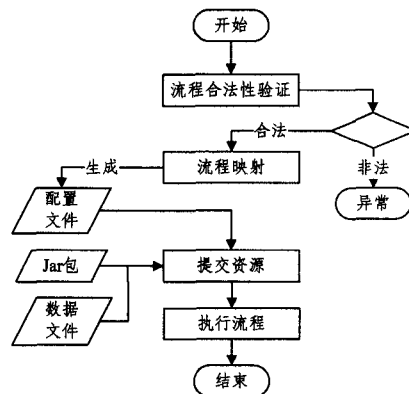 开始
流程合法性验证
合法
非法
生成
流程映射
异常
配置
文件
Jar包
提交资源
数据
文件
执行流程
结束